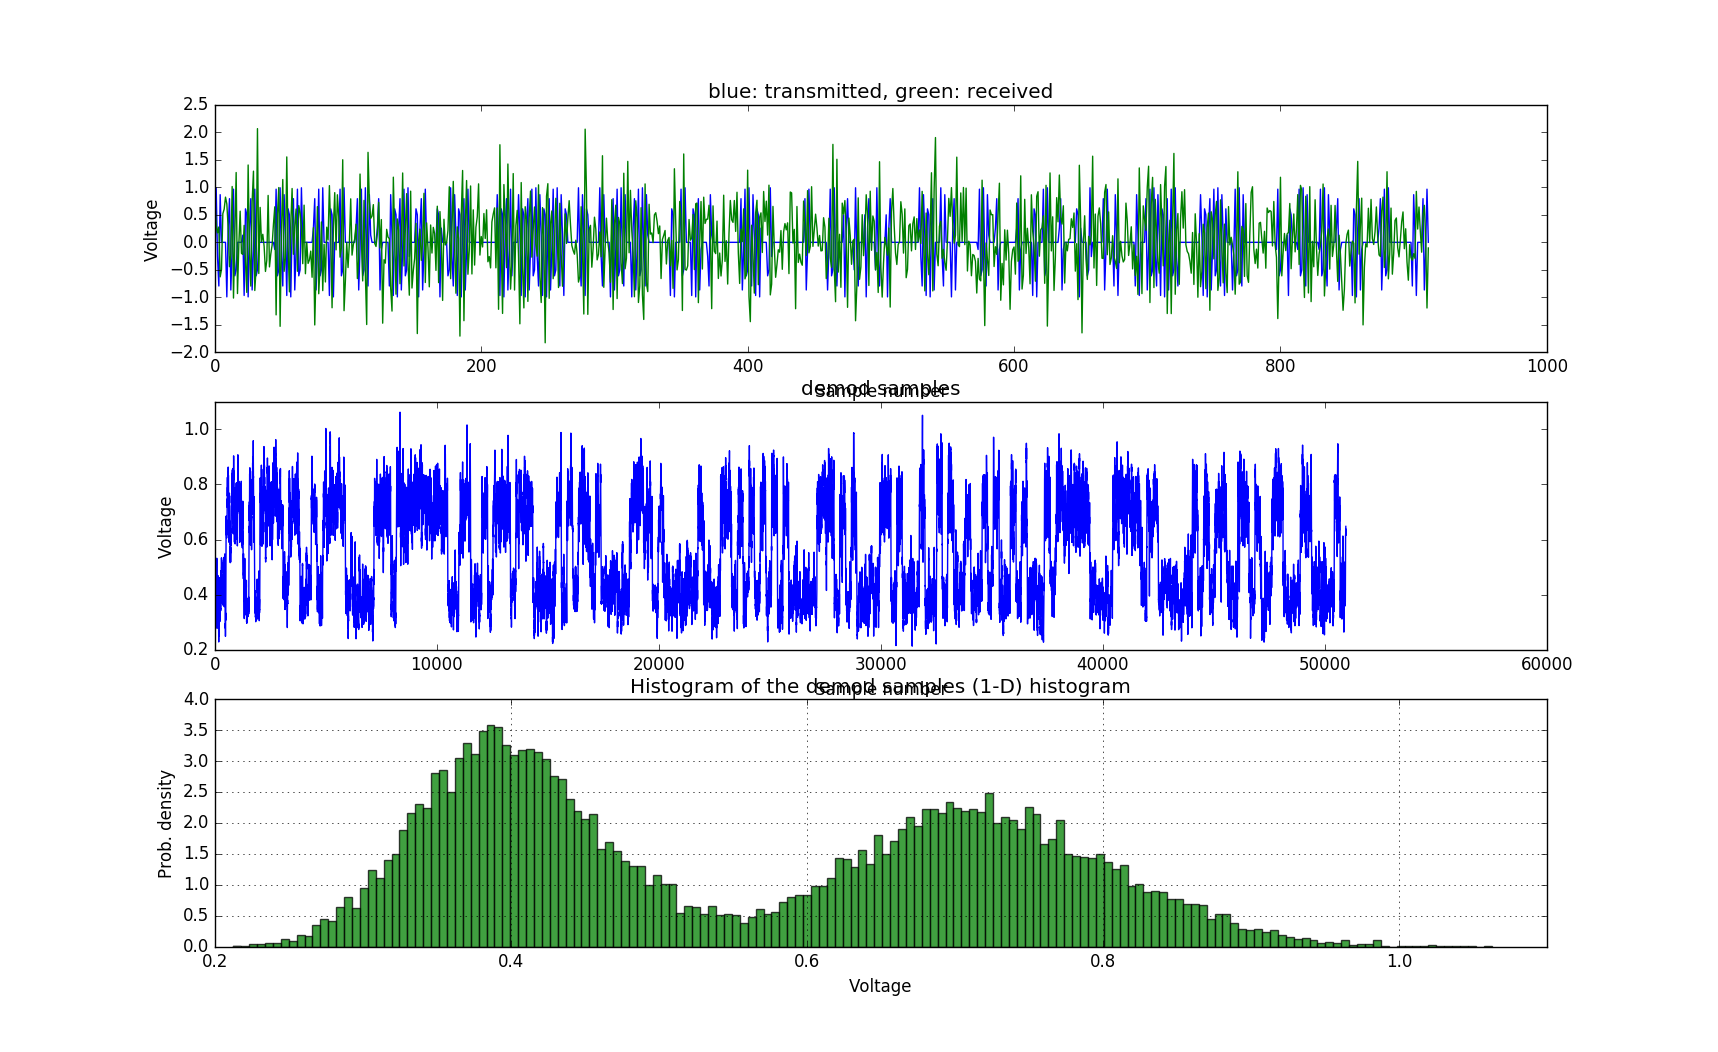 blue: transmitted, green: received
2.5
2.0
1.5
1.0
0.5
0.0
−0.5
−1.0
−1.5
−2.0
Voltage
0 200 400 600 800 1000
Sample number
demod samples
1.0
0.8
0.6
0.4
0.2
Voltage
0 10000 20000 30000 40000 50000 60000
Sample number
Histogram of the demod samples (1-D) histogram
4.0
3.5
3.0
2.5
2.0
1.5
1.0
0.5
0.0
Prob. density
0.2 0.4 0.6 0.8 1.0
Voltage